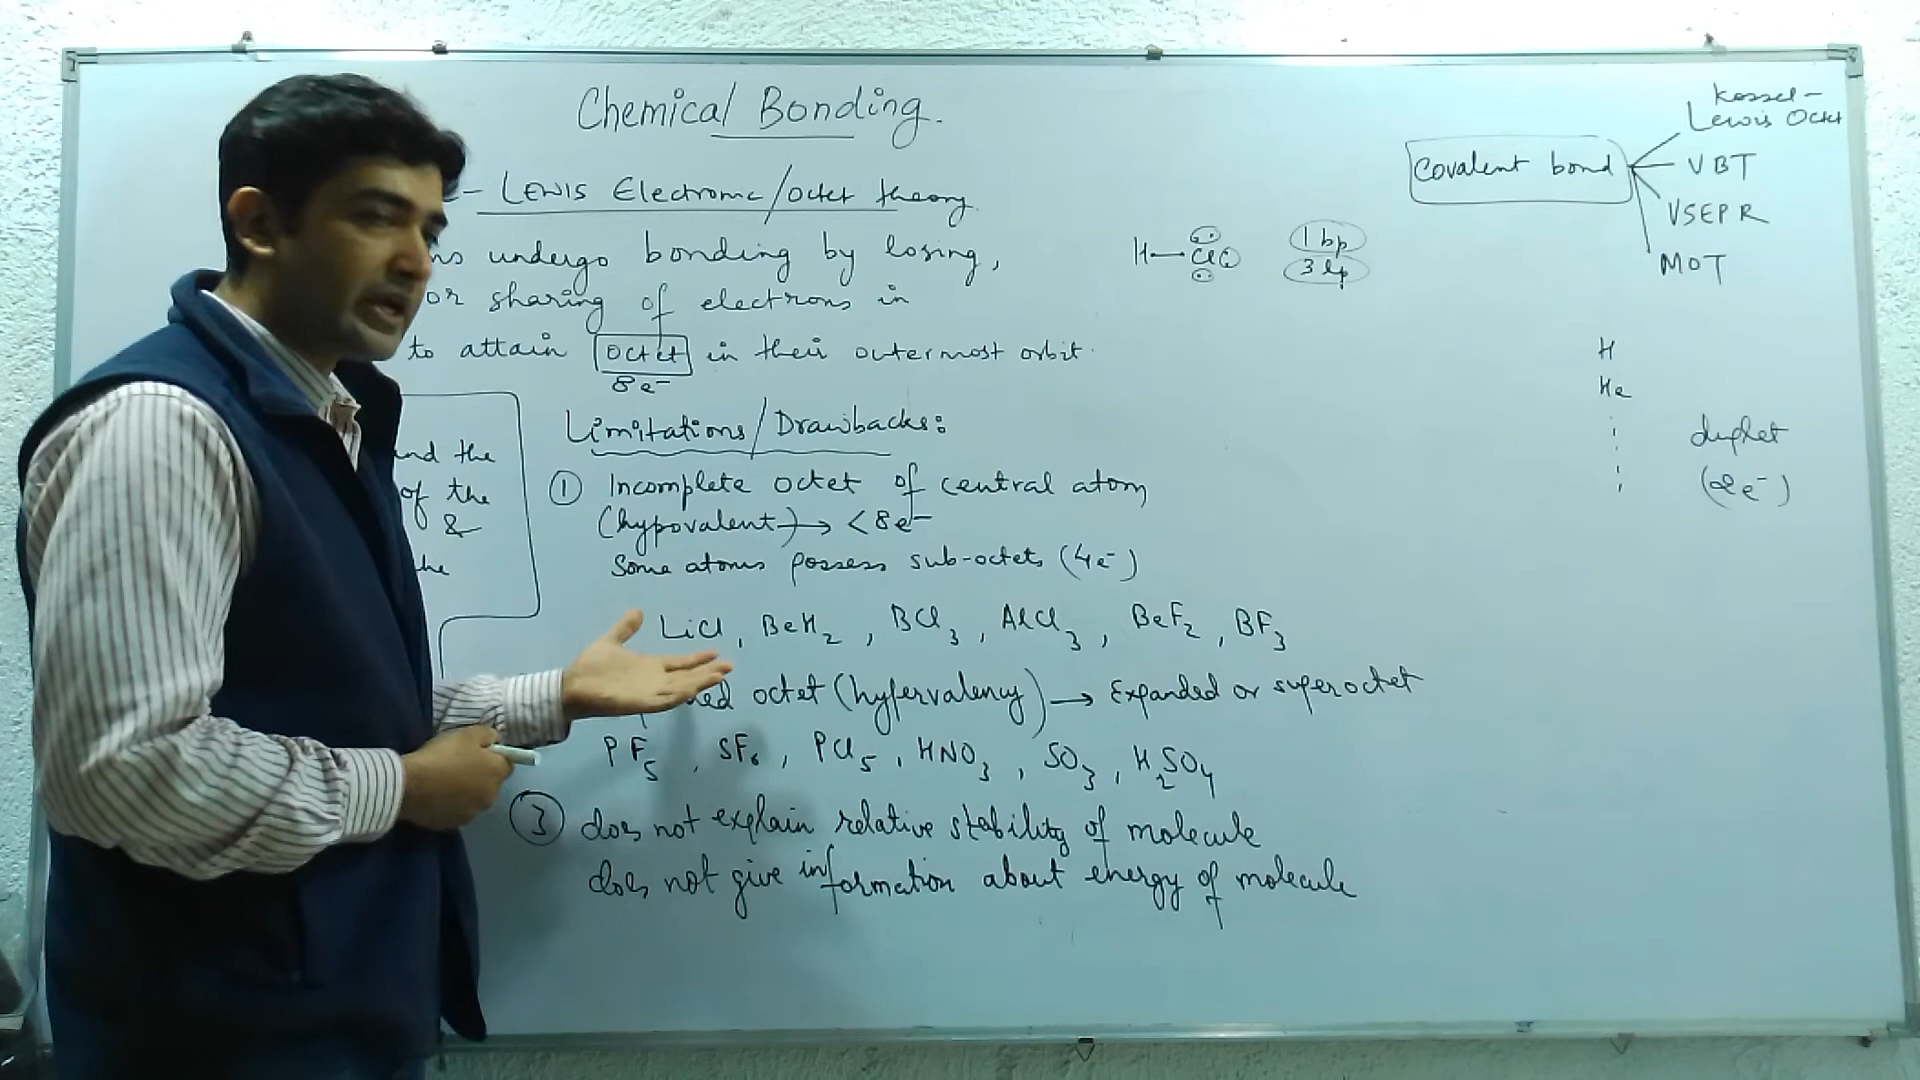 Chemical Bonding.
- LEWIS Electronic/octet theory.
ns undergo bonding by losing,
or sharing of electrons in
to attain octet in their outermost orbit.
8e-
and the
of the
&
the
Limitations/Drawbacks:
① Incomplete octet of central atom
(hypovalent) → < 8e-
Some atoms possess sub-octets (4e-)
LiCl, BeH2, BCl3, AlCl3, BeF2, BF3
ded octet (hypervalency) → Expanded or superoctet
PF5, SF6, PCl5, HNO3, SO3, H2SO4
③ does not explain relative stability of molecule
does not give information about energy of molecule
H—Cl
1 bp
3 lp
Covalent bond
Kossel-
Lewis Octet
VBT
VSEPR
MOT
H
He
duplet
(2e-)